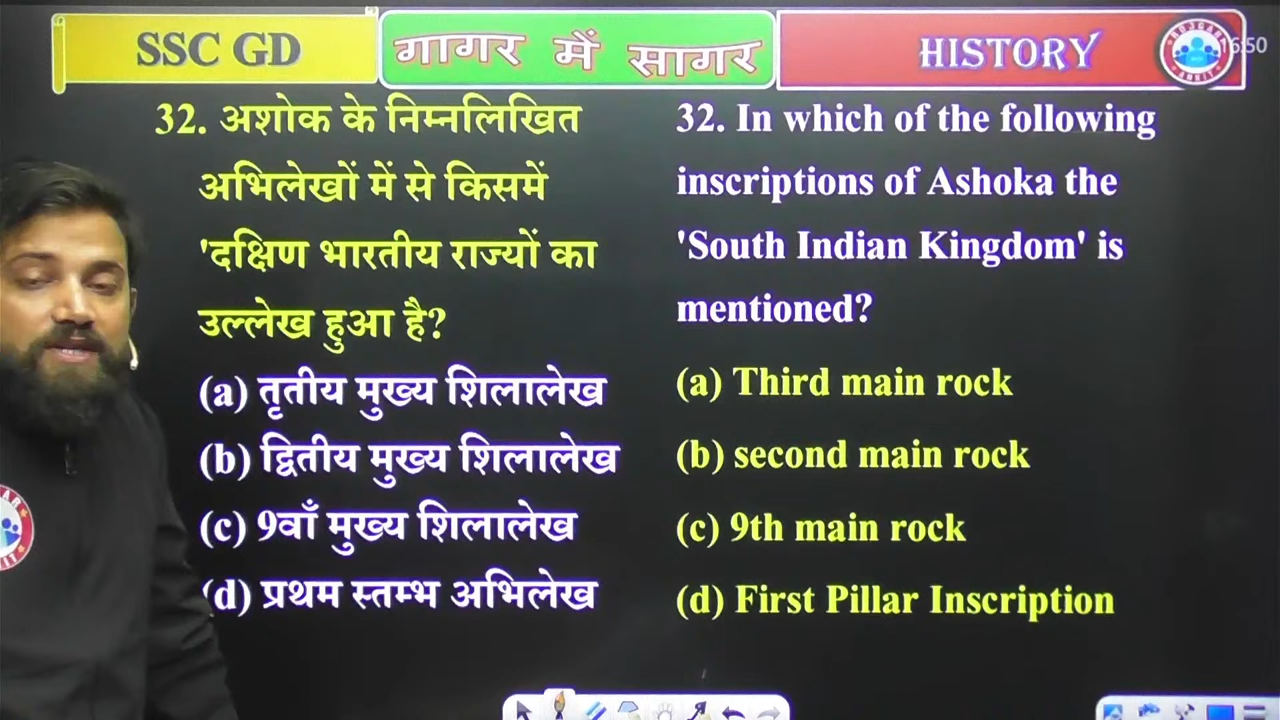 SSC GD
गागर में सागर
HISTORY
16:50
32. अशोक के निम्नलिखित
अभिलेखों में से किसमें
'दक्षिण भारतीय राज्यों का
उल्लेख हुआ है?
(a) तृतीय मुख्य शिलालेख
(b) द्वितीय मुख्य शिलालेख
(c) 9वाँ मुख्य शिलालेख
(d) प्रथम स्तम्भ अभिलेख
32. In which of the following
inscriptions of Ashoka the
'South Indian Kingdom' is
mentioned?
(a) Third main rock
(b) second main rock
(c) 9th main rock
(d) First Pillar Inscription